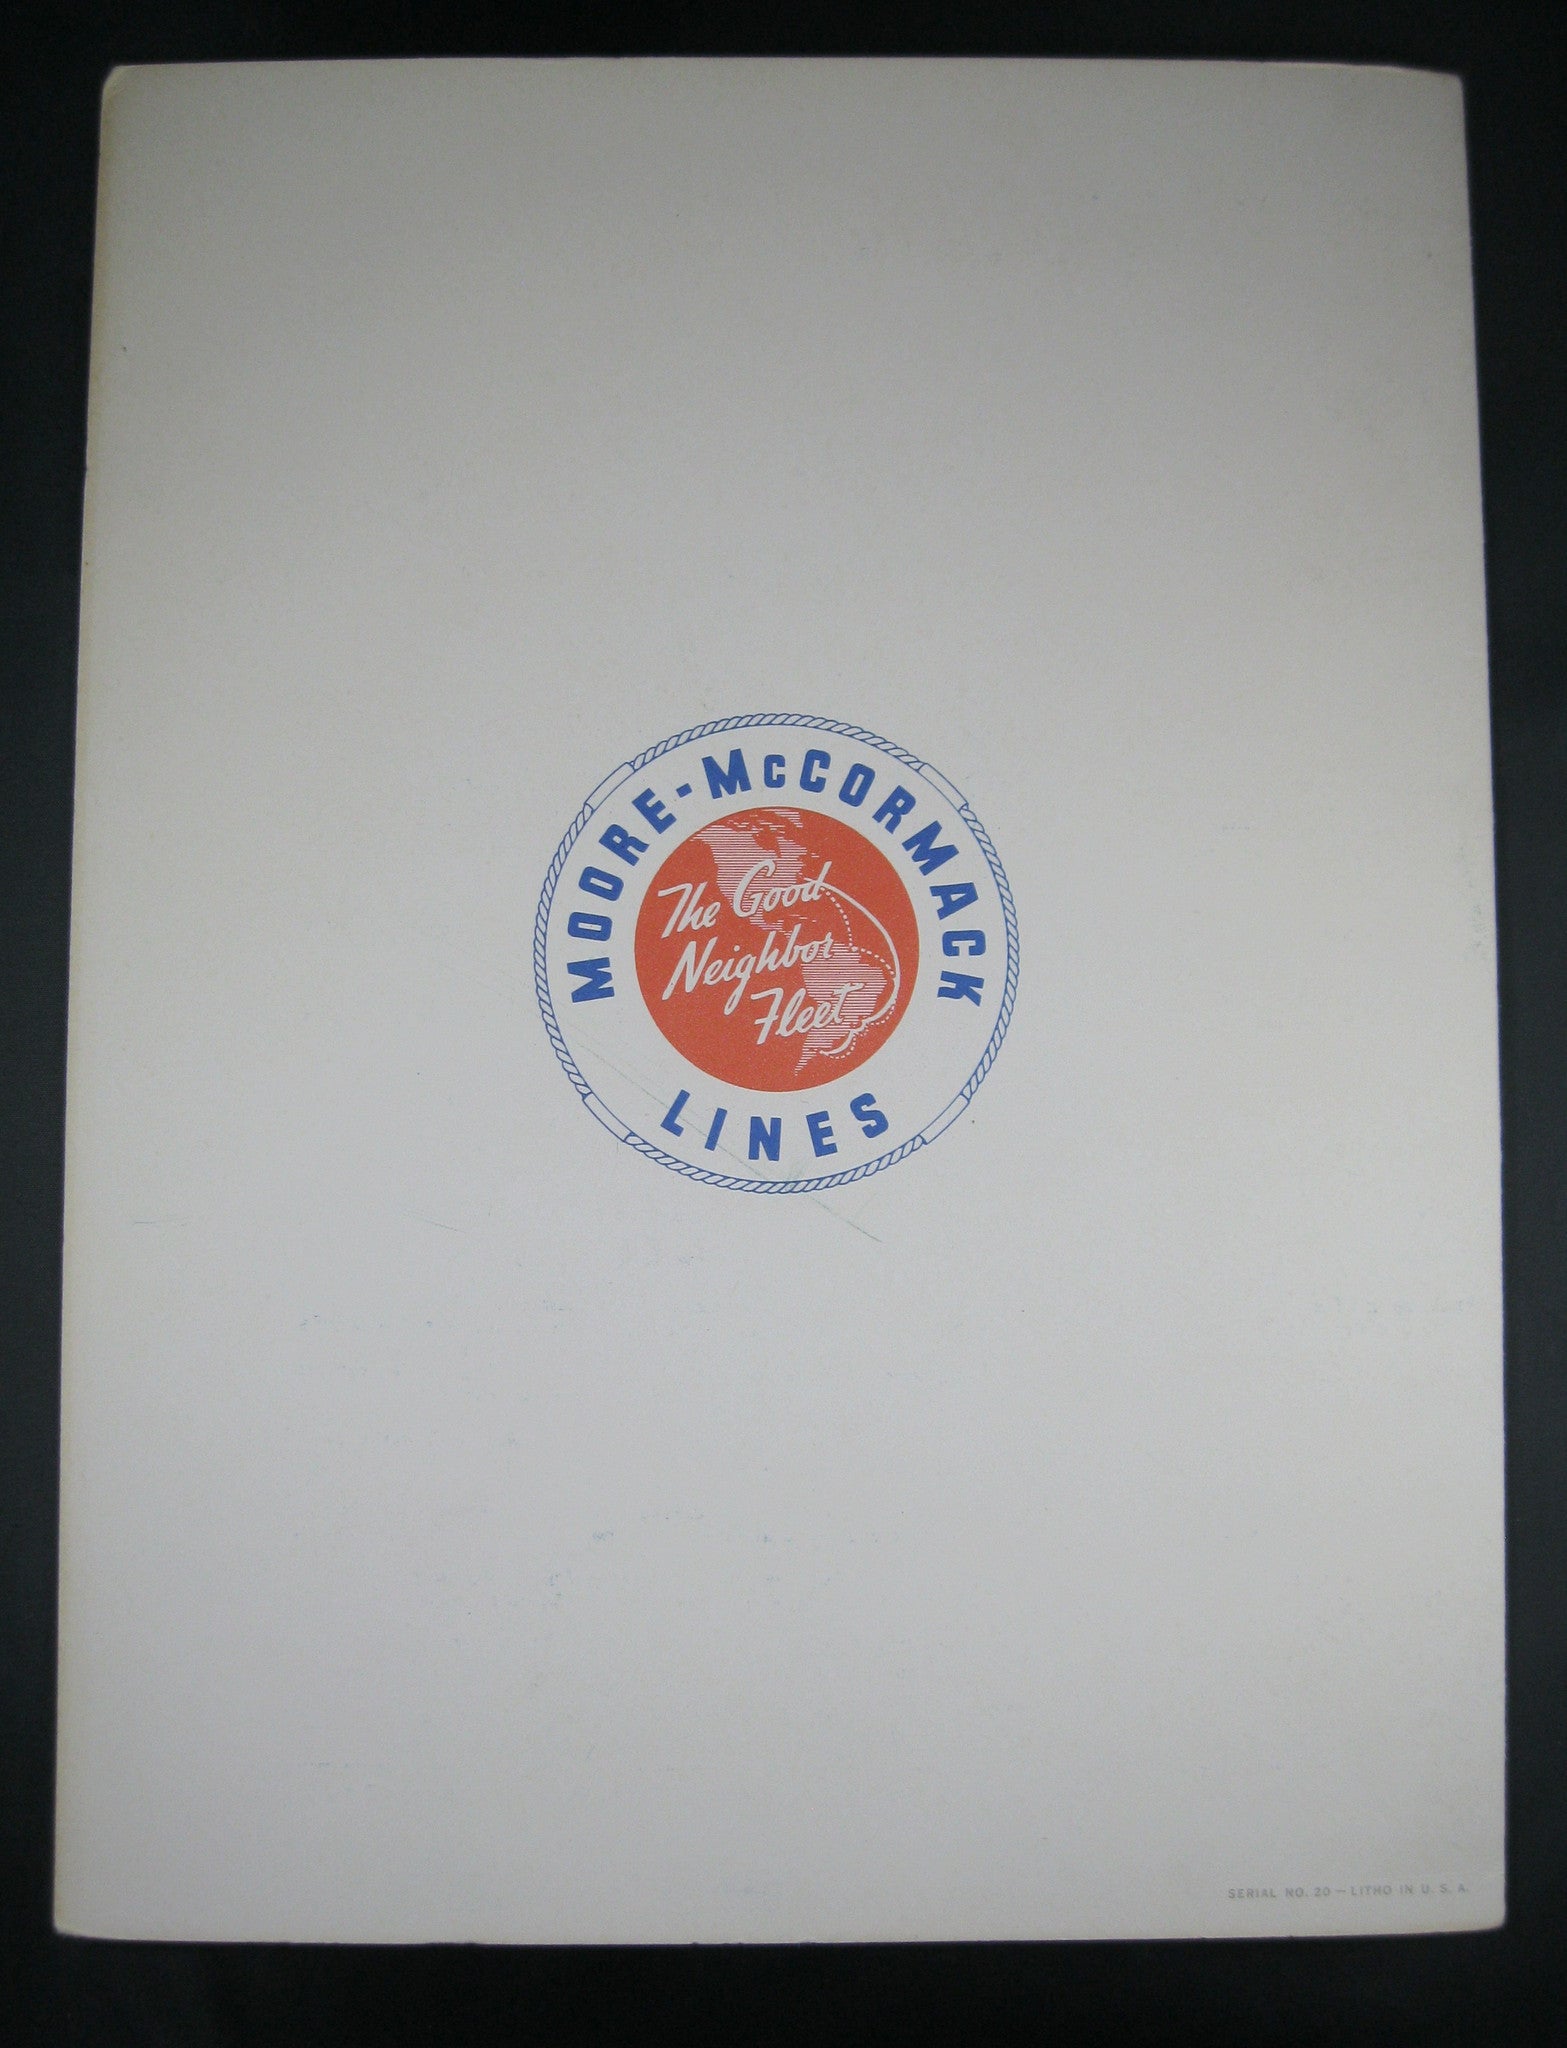 MOORE-McCORMACK
The Good
Neighbor
Fleet
LINES
SERIAL NO. 20 — LITHO IN U. S. A.